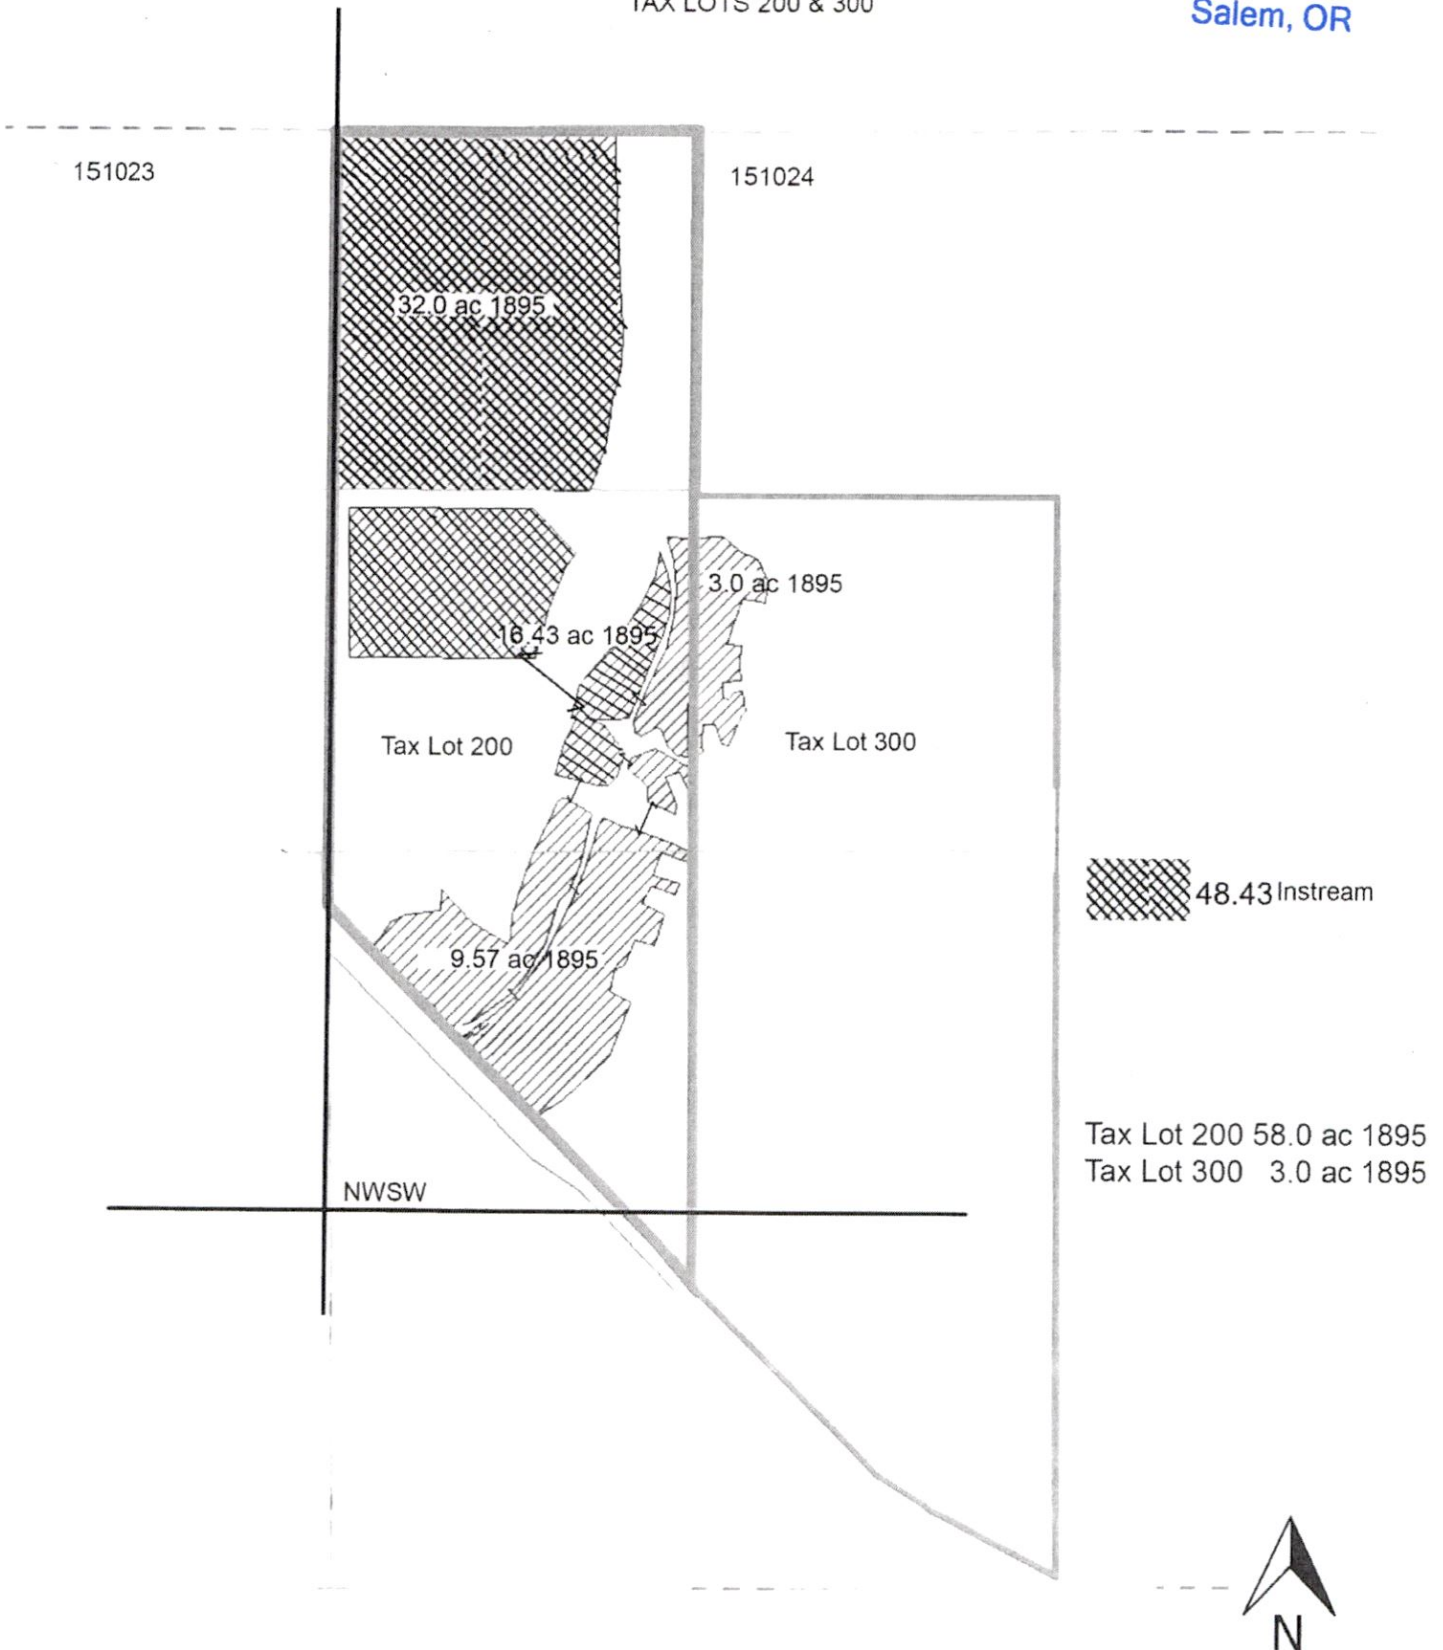 TAX LOTS 200 & 300
Salem, OR
151023
151024
32.0 ac 1895
3.0 ac 1895
16.43 ac 1895
Tax Lot 200
Tax Lot 300
48.43 Instream
9.57 ac 1895
Tax Lot 200 58.0 ac 1895
Tax Lot 300 3.0 ac 1895
NWSW
N